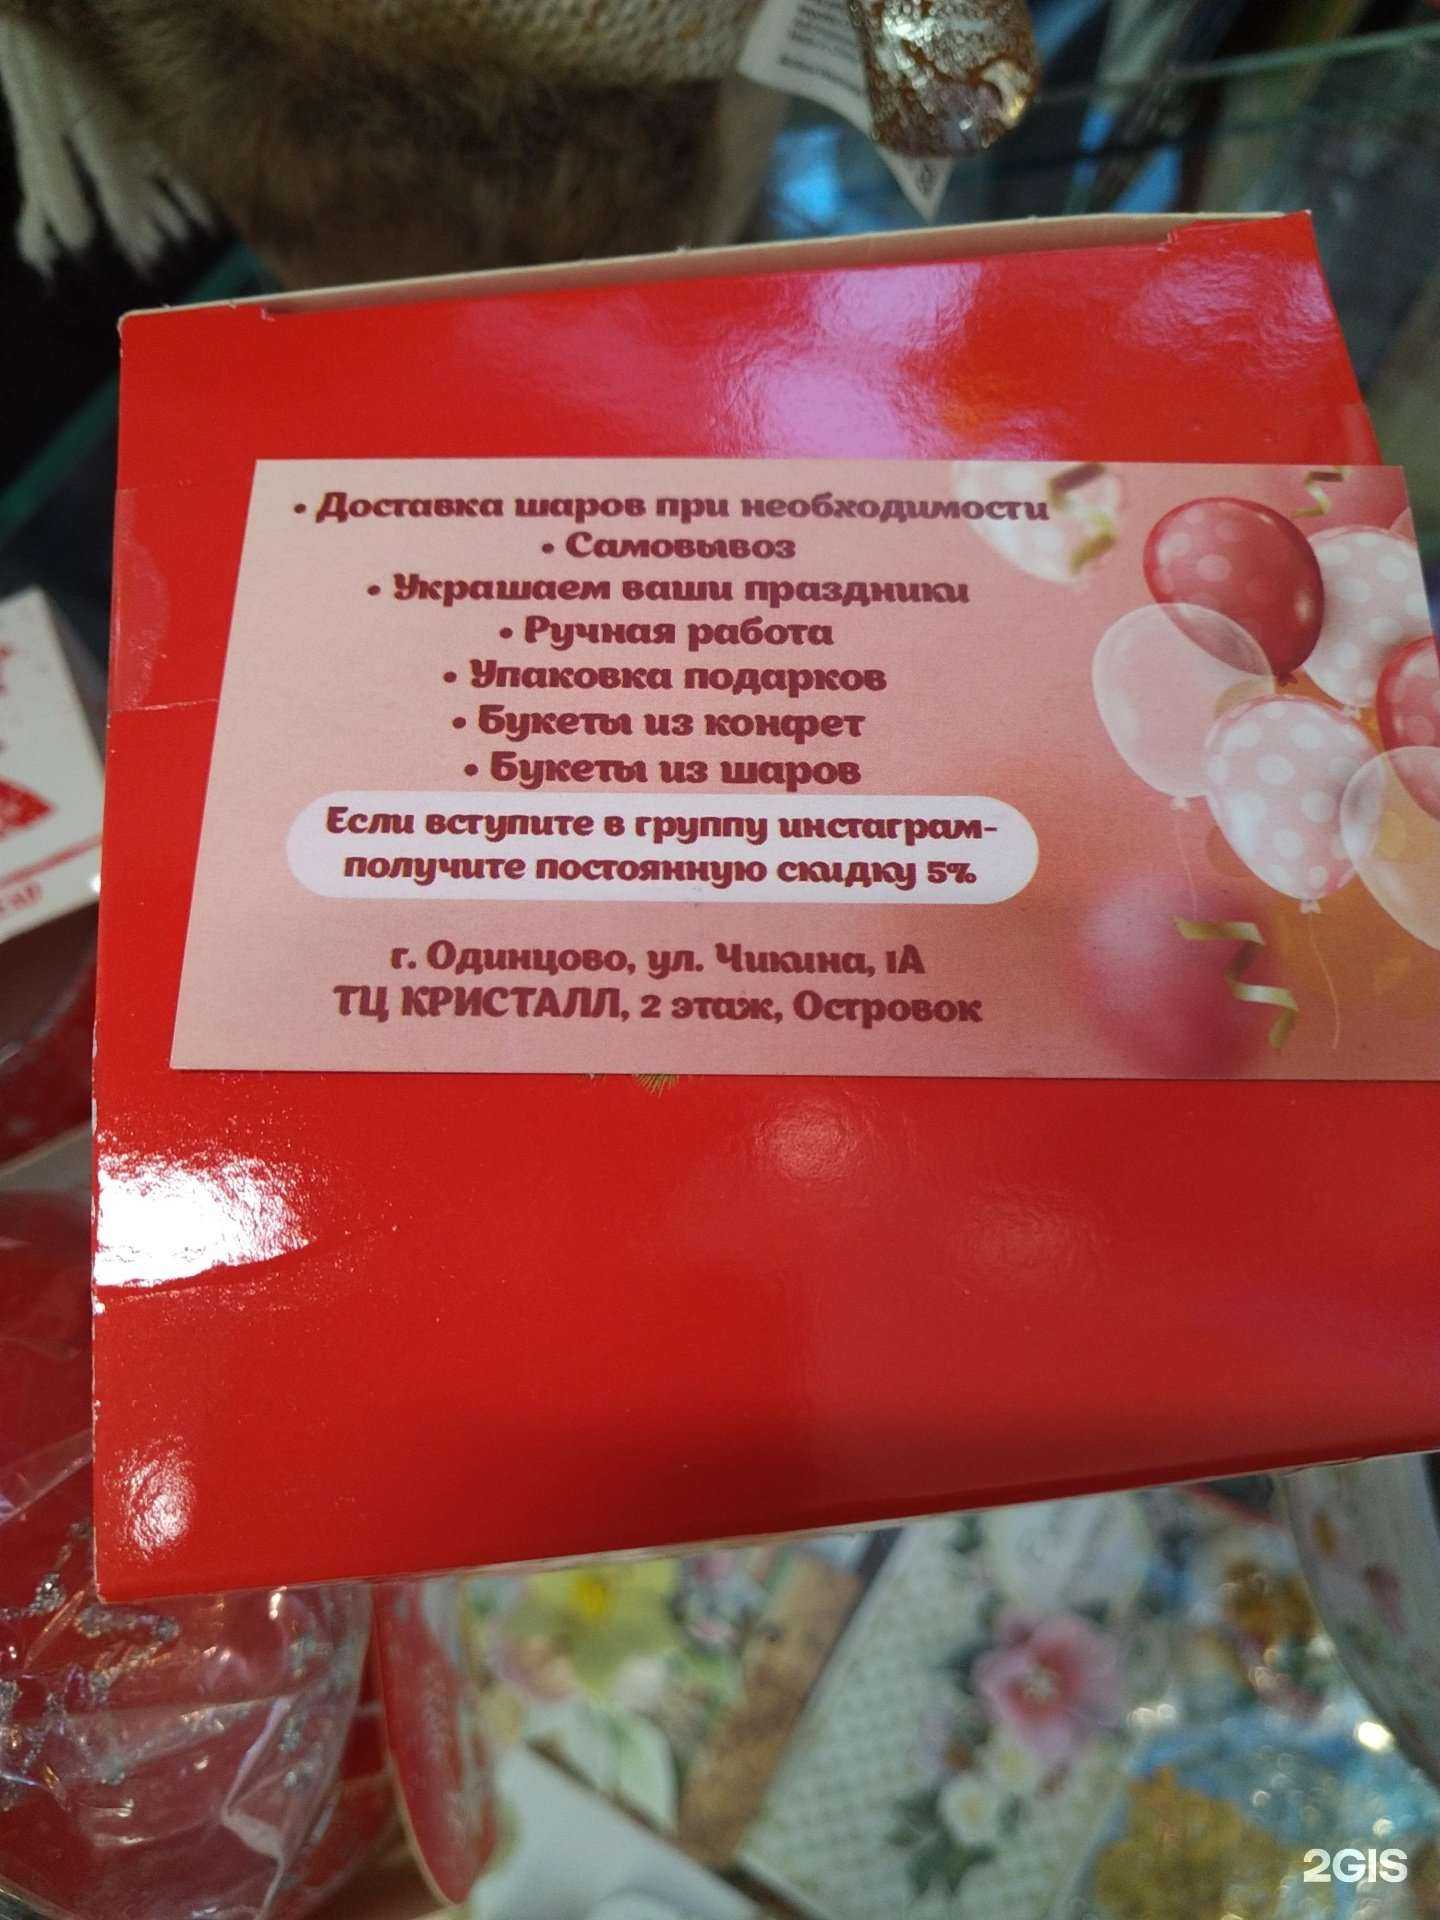 • Доставка шаров при необходимости
• Самовывоз
• Украшаем ваши праздники
• Ручная работа
• Упаковка подарков
• Букеты из конфет
• Букеты из шаров
Если вступите в группу инстаграм-
получите постоянную скидку 5%
г. Одинцово, ул. Чикина, 1А
ТЦ КРИСТАЛЛ, 2 этаж, Островок
2GIS